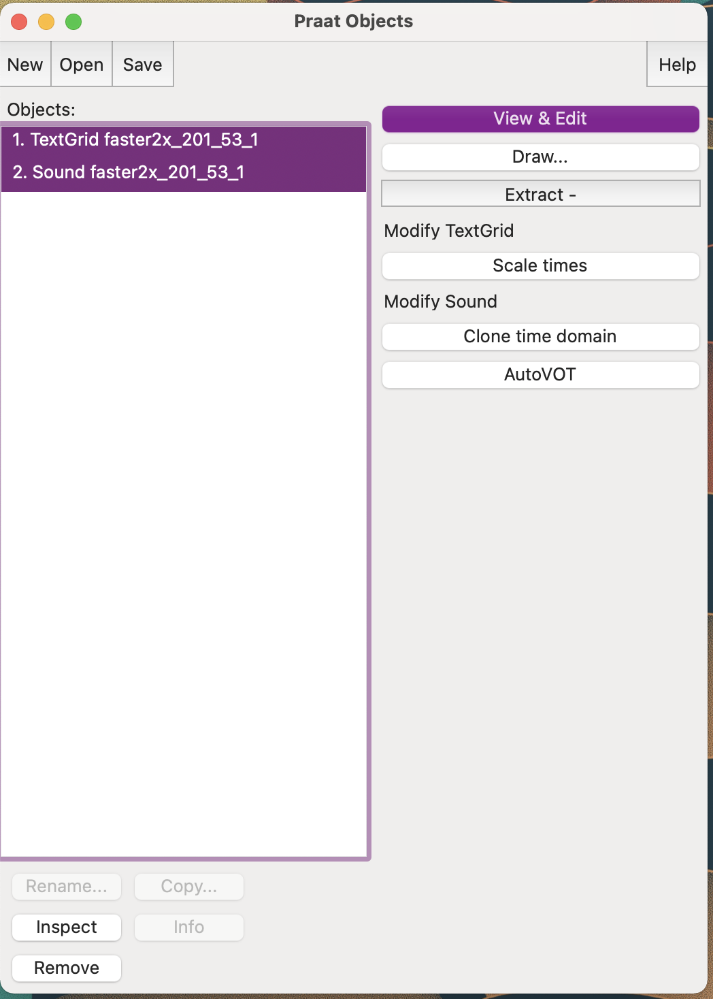 Praat Objects
New Open Save Help
Objects:
1. TextGrid faster2x_201_53_1
2. Sound faster2x_201_53_1
View & Edit
Draw...
Extract -
Modify TextGrid
Scale times
Modify Sound
Clone time domain
AutoVOT
Rename... Copy...
Inspect Info
Remove